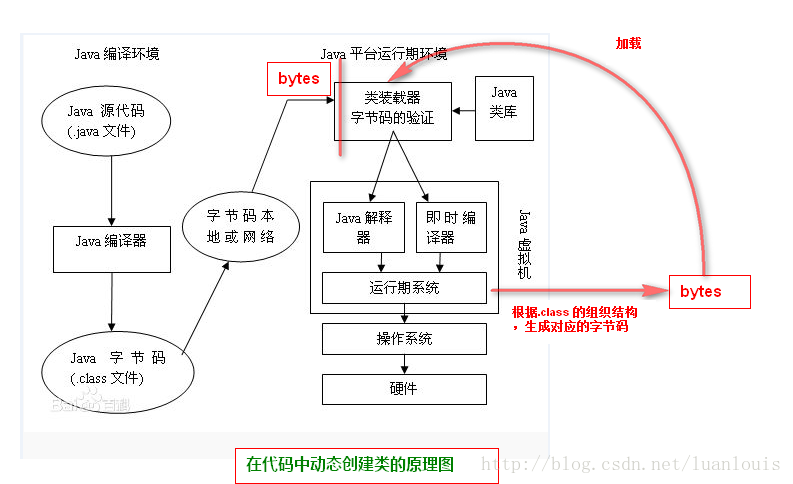 Java 编译环境
Java 平台运行期环境
加载
bytes
Java 源代码
(.java 文件)
类装载器
字节码的验证
Java
类库
字节码本
地或网络
Java 编译器
Java 解释
器
即时编
译器
Java 虚拟机
运行期系统
bytes
根据.class 的组织结构
，生成对应的字节码
操作系统
Java 字节码
(.class 文件)
硬件
Baidu百科
在代码中动态创建类的原理图
http://blog.csdn.net/luanlouis